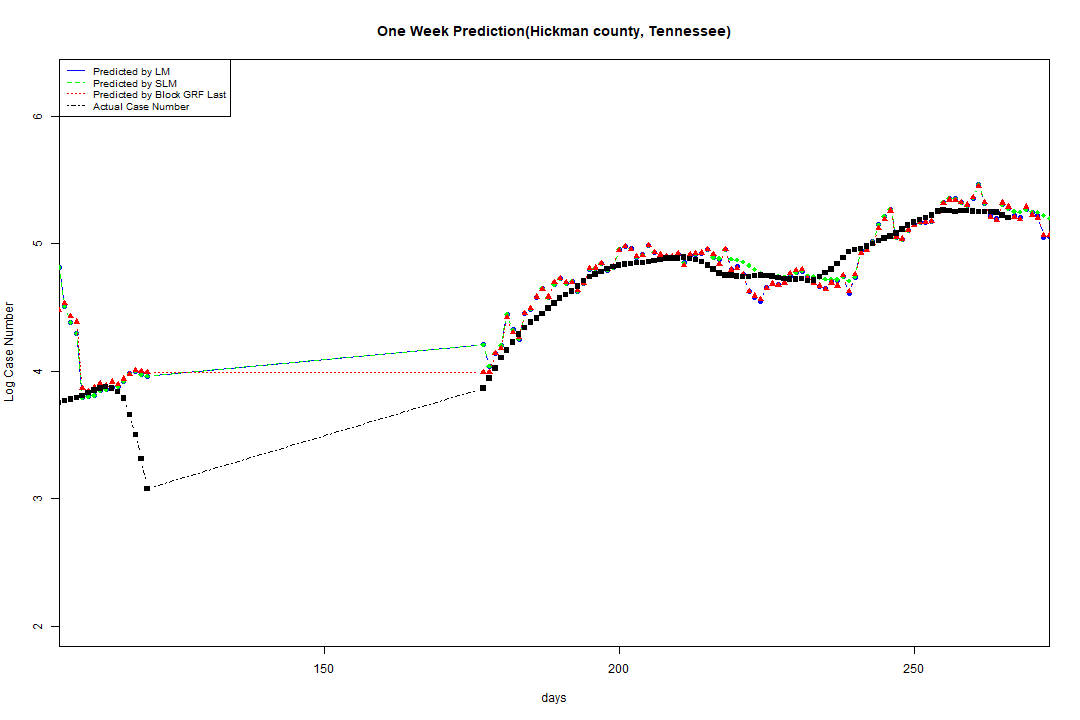 One Week Prediction(Hickman county, Tennessee)
Predicted by LM
Predicted by SLM
Predicted by Block GRF Last
Actual Case Number
6
5
4
3
2
Log Case Number
150
200
250
days